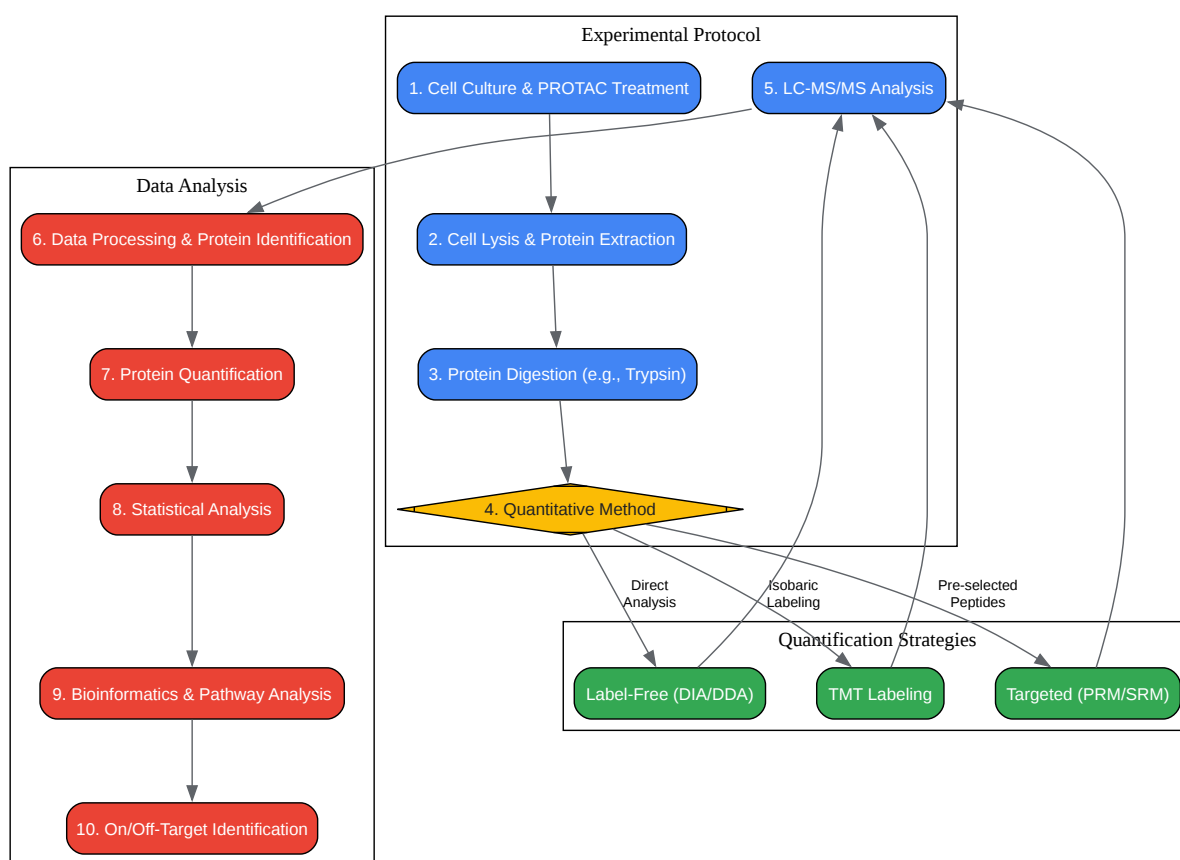 Experimental Protocol
1. Cell Culture & PROTAC Treatment
5. LC-MS/MS Analysis
2. Cell Lysis & Protein Extraction
3. Protein Digestion (e.g., Trypsin)
4. Quantitative Method
Direct
Analysis
Isobaric
Labeling
Pre-selected
Peptides
Quantification Strategies
Label-Free (DIA/DDA)
TMT Labeling
Targeted (PRM/SRM)
Data Analysis
6. Data Processing & Protein Identification
7. Protein Quantification
8. Statistical Analysis
9. Bioinformatics & Pathway Analysis
10. On/Off-Target Identification